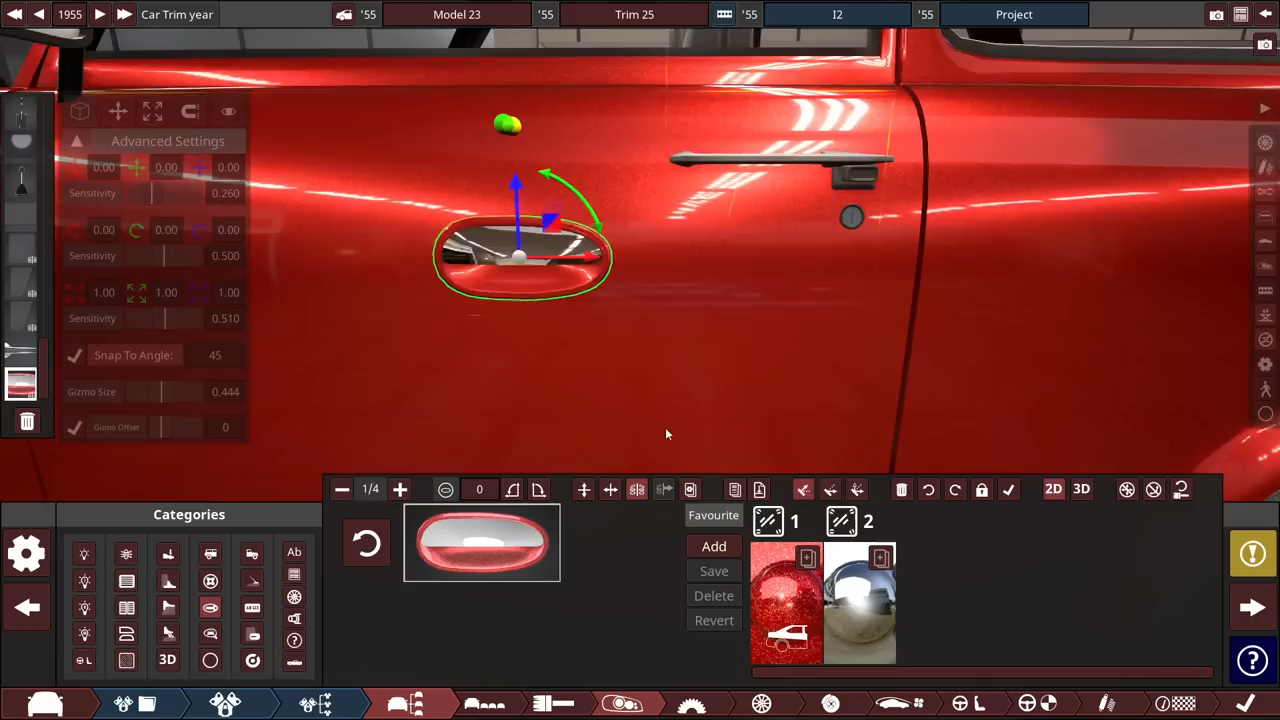 1955 Car Trim year '55 Model 23 '55 Trim 25 '55 I2 '55 Project
Advanced Settings
0.00 0.00 0.00
Sensitivity 0.260
0.00 0.00 0.00
Sensitivity 0.500
1.00 1.00 1.00
Sensitivity 0.510
Snap To Angle: 45
Gizmo Size 0.444
Gizmo Offset 0
1/4 0 2D 3D
Categories
Ab
3D
Favourite
Add
Save
Delete
Revert
1 2